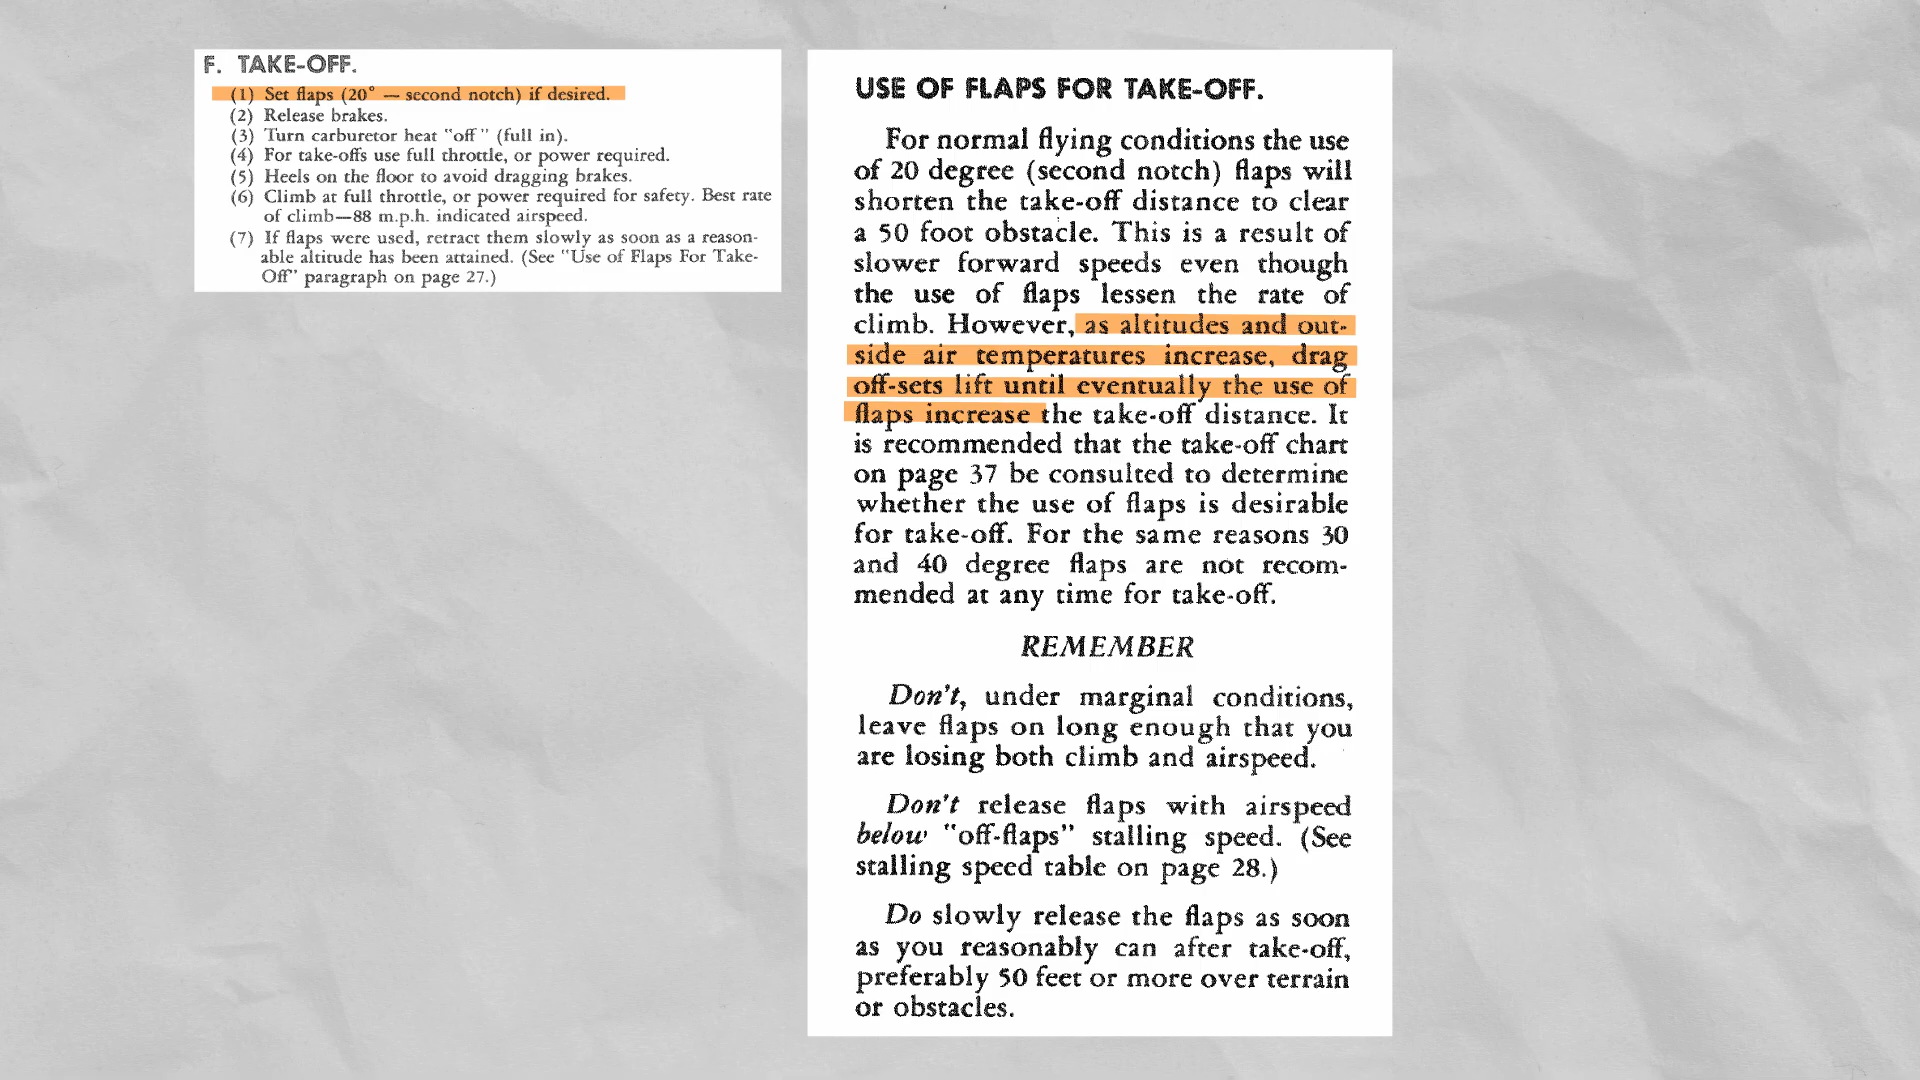 F. TAKE-OFF.
(1) Set flaps (20° — second notch) if desired.
(2) Release brakes.
(3) Turn carburetor heat "off" (full in).
(4) For take-offs use full throttle, or power required.
(5) Heels on the floor to avoid dragging brakes.
(6) Climb at full throttle, or power required for safety. Best rate
of climb—88 m.p.h. indicated airspeed.
(7) If flaps were used, retract them slowly as soon as a reason-
able altitude has been attained. (See "Use of Flaps For Take-
Off" paragraph on page 27.)
USE OF FLAPS FOR TAKE-OFF.
For normal flying conditions the use
of 20 degree (second notch) flaps will
shorten the take-off distance to clear
a 50 foot obstacle. This is a result of
slower forward speeds even though
the use of flaps lessen the rate of
climb. However, as altitudes and out-
side air temperatures increase, drag
off-sets lift until eventually the use of
flaps increase the take-off distance. It
is recommended that the take-off chart
on page 37 be consulted to determine
whether the use of flaps is desirable
for take-off. For the same reasons 30
and 40 degree flaps are not recom-
mended at any time for take-off.
REMEMBER
Don't, under marginal conditions,
leave flaps on long enough that you
are losing both climb and airspeed.
Don't release flaps with airspeed
below "off-flaps" stalling speed. (See
stalling speed table on page 28.)
Do slowly release the flaps as soon
as you reasonably can after take-off,
preferably 50 feet or more over terrain
or obstacles.